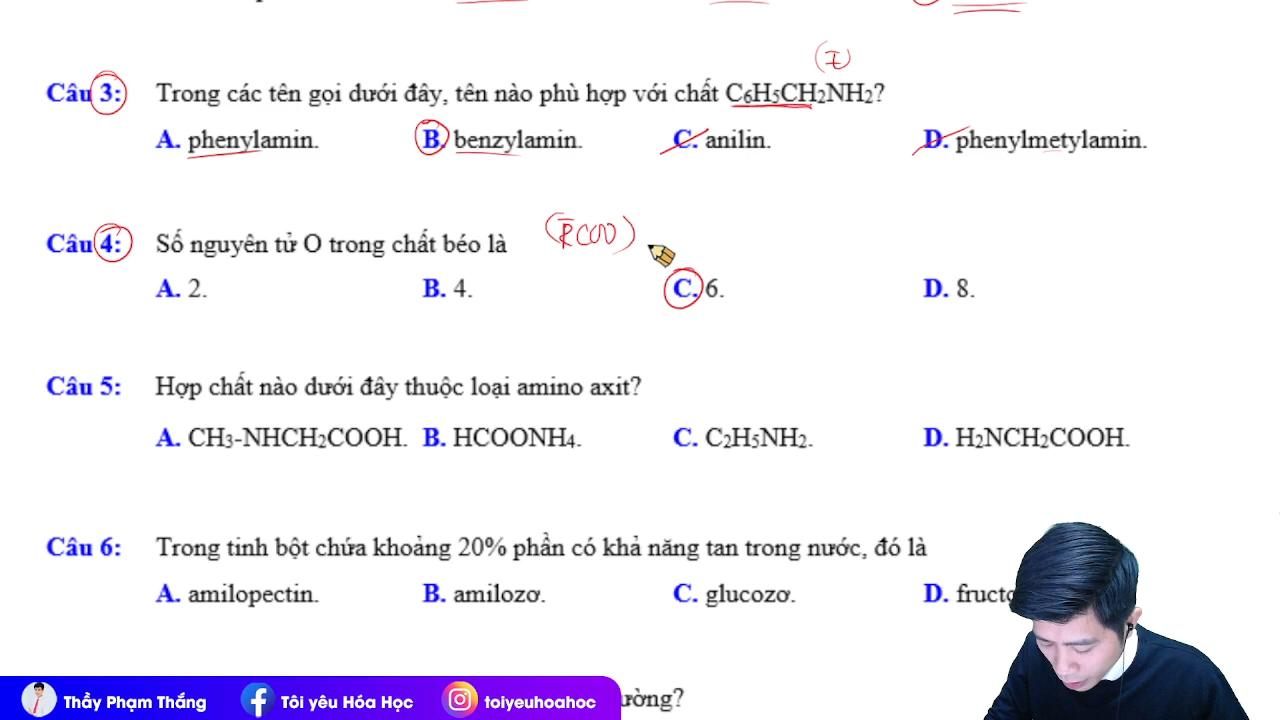 (I)
Câu 3: Trong các tên gọi dưới đây, tên nào phù hợp với chất C6H5CH2NH2?
A. phenylamin. B. benzylamin. C. anilin. D. phenylmetylamin.
Câu 4: Số nguyên tử O trong chất béo là (R̄COO)
A. 2. B. 4. C. 6. D. 8.
Câu 5: Hợp chất nào dưới đây thuộc loại amino axit?
A. CH3-NHCH2COOH. B. HCOONH4. C. C2H5NH2. D. H2NCH2COOH.
Câu 6: Trong tinh bột chứa khoảng 20% phần có khả năng tan trong nước, đó là
A. amilopectin. B. amilozơ. C. glucozơ. D.
Thầy Phạm Thắng Tôi yêu Hóa Học toiyeuhoahoc